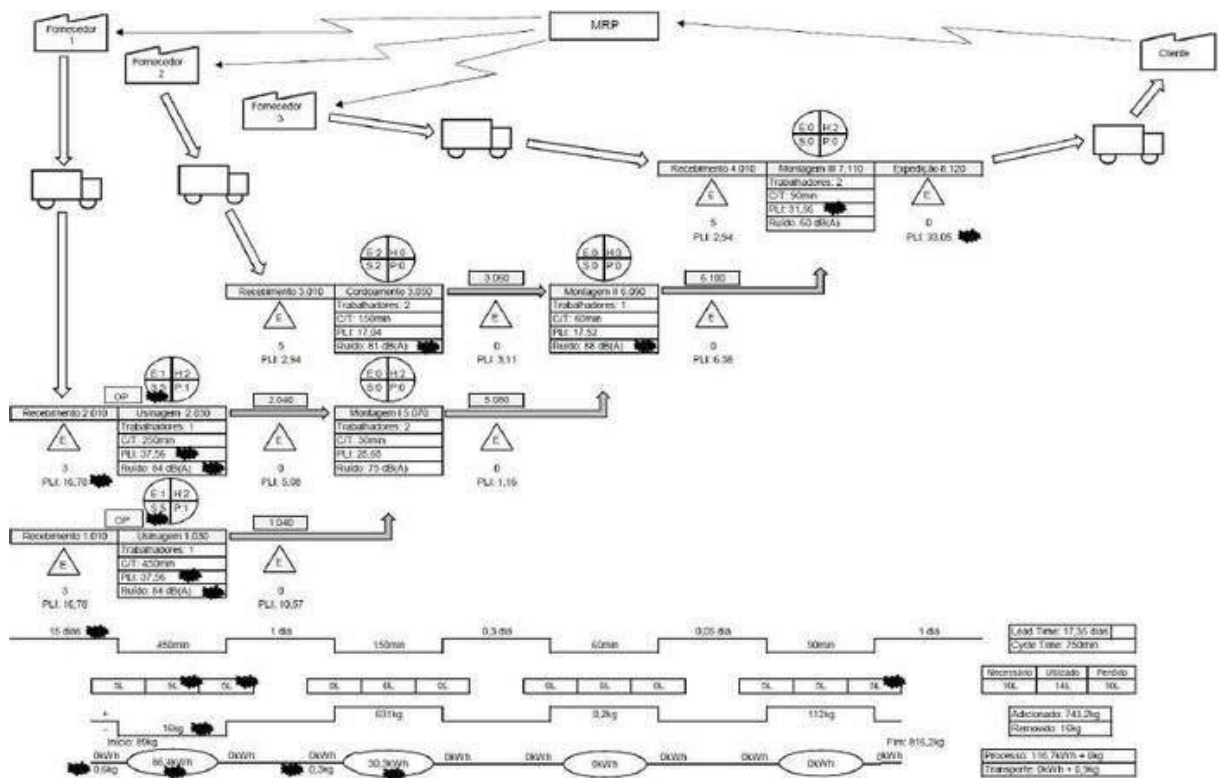 Fornecedor
1
MRP
Cliente
Fornecedor
2
Fornecedor
3
E:0 H:2
S:0 P:0
Recebimento 4.010 Montagem III 7.110 Expedição 8.120
Trabalhadores: 2
C/T: 90min
PLI: 31,56
Ruído: 60 dB(A)
E
5
PLI: 2,94
E
0
PLI: 33,05
E:2 H:0
S:2 P:0
E:0 H:3
S:0 P:0
Recebimento 3.010 3.050
Trabalhadores: 2
C/T: 150min
PLI: 17,04
Ruído: 81 dB(A)
E
5
PLI: 2,94
3.060
E
0
PLI: 3,11
Montagem II 6.090
Trabalhadores: 1
C/T: 60min
PLI: 17,52
Ruído: 88 dB(A)
6.100
E
0
PLI: 6,38
E:1 H:2
P:1
OP
E:0 H:2
S:0 P:0
Recebimento 2.010 Usinagem 2.030
Trabalhadores: 1
C/T: 250min
PLI: 37,56
Ruído: 84 dB(A)
E
3
PLI: 16,78
2.040
E
0
PLI: 5,08
Montagem I 5.070
Trabalhadores: 2
C/T: 30min
PLI: 28,68
Ruído: 75 dB(A)
5.080
E
0
PLI: 1,16
E:1 H:2
P:1
OP
Recebimento 1.010 Usinagem 1.030
Trabalhadores: 1
C/T: 450min
PLI: 37,56
Ruído: 84 dB(A)
E
3
PLI: 16,78
1.040
E
0
PLI: 10,57
15 dias 450min 1 dia 150min 0,3 dia 60min 0,05 dia 90min 1 dia
Lead Time: 17,35 dias
Cycle Time: 750min
5L 9L 5L 0L 0L 0L 0L 0L 0L 5L 5L 5L
Necessário Utilizado Perdido
10L 14L 10L
+
–
16kg 631kg 0,2kg 112kg
Adicionado: 743,2kg
Removido: 16kg
Início: 89kg
Fim: 816,2kg
0kWh 86,4kWh 0kWh 0kWh 30,3kWh 0kWh 0kWh 0kWh 0kWh 0kWh 0kWh 0kWh
0,6kg 0,3kg
Processo: 116,7kWh + 0kg
Transporte: 0kWh + 0,9kg